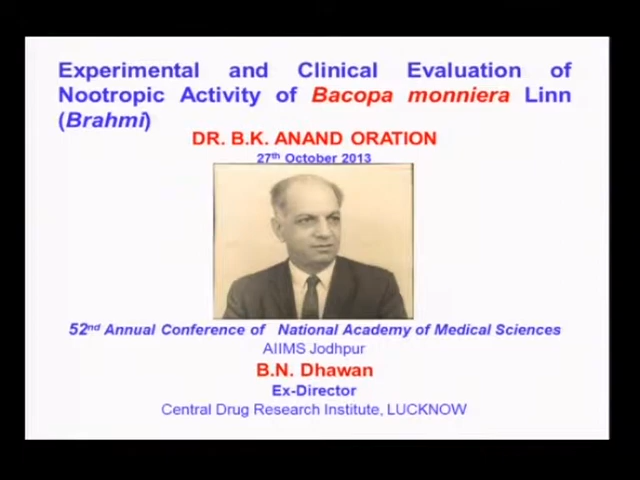 Experimental and Clinical Evaluation of
Nootropic Activity of Bacopa monniera Linn
(Brahmi)
DR. B.K. ANAND ORATION
27th October 2013
52nd Annual Conference of National Academy of Medical Sciences
AIIMS Jodhpur
B.N. Dhawan
Ex-Director
Central Drug Research Institute, LUCKNOW